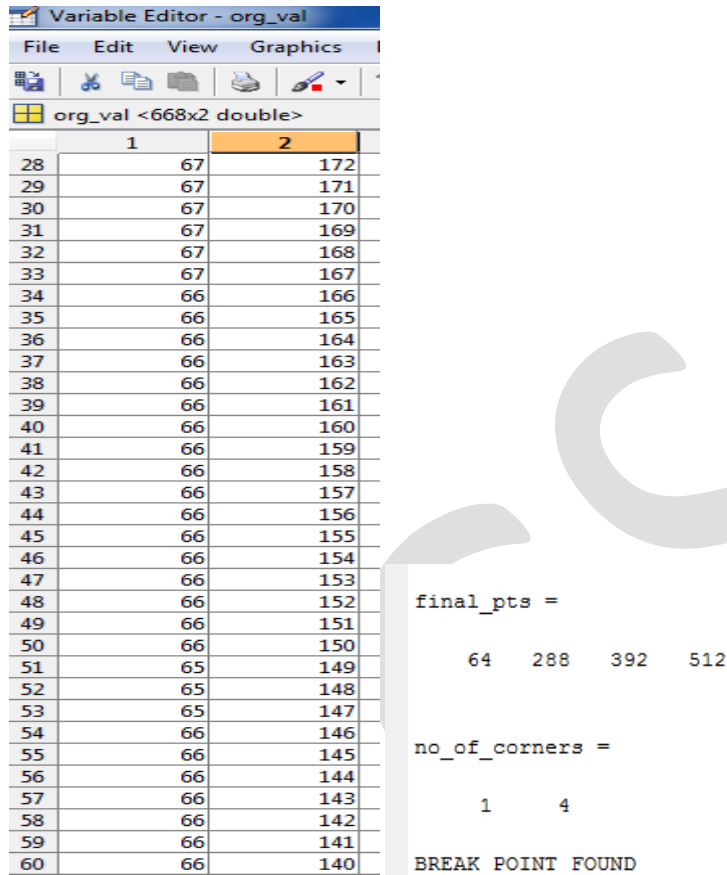 Variable Editor - org_val
File Edit View Graphics
org_val <668x2 double>
1 2
28 67 172
29 67 171
30 67 170
31 67 169
32 67 168
33 67 167
34 66 166
35 66 165
36 66 164
37 66 163
38 66 162
39 66 161
40 66 160
41 66 159
42 66 158
43 66 157
44 66 156
45 66 155
46 66 154
47 66 153
48 66 152
49 66 151
50 66 150
51 65 149
52 65 148
53 65 147
54 66 146
55 66 145
56 66 144
57 66 143
58 66 142
59 66 141
60 66 140
final_pts =
64 288 392 512
no_of_corners =
1 4
BREAK POINT FOUND